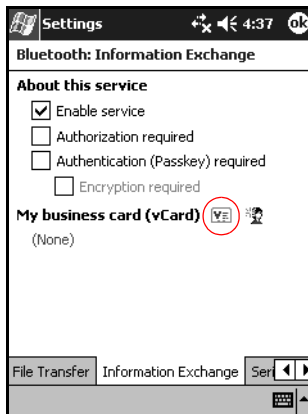 Settings 4:37 ok
Bluetooth: Information Exchange
About this service
Enable service
Authorization required
Authentication (Passkey) required
Encryption required
My business card (vCard)
(None)
File Transfer Information Exchange Seri